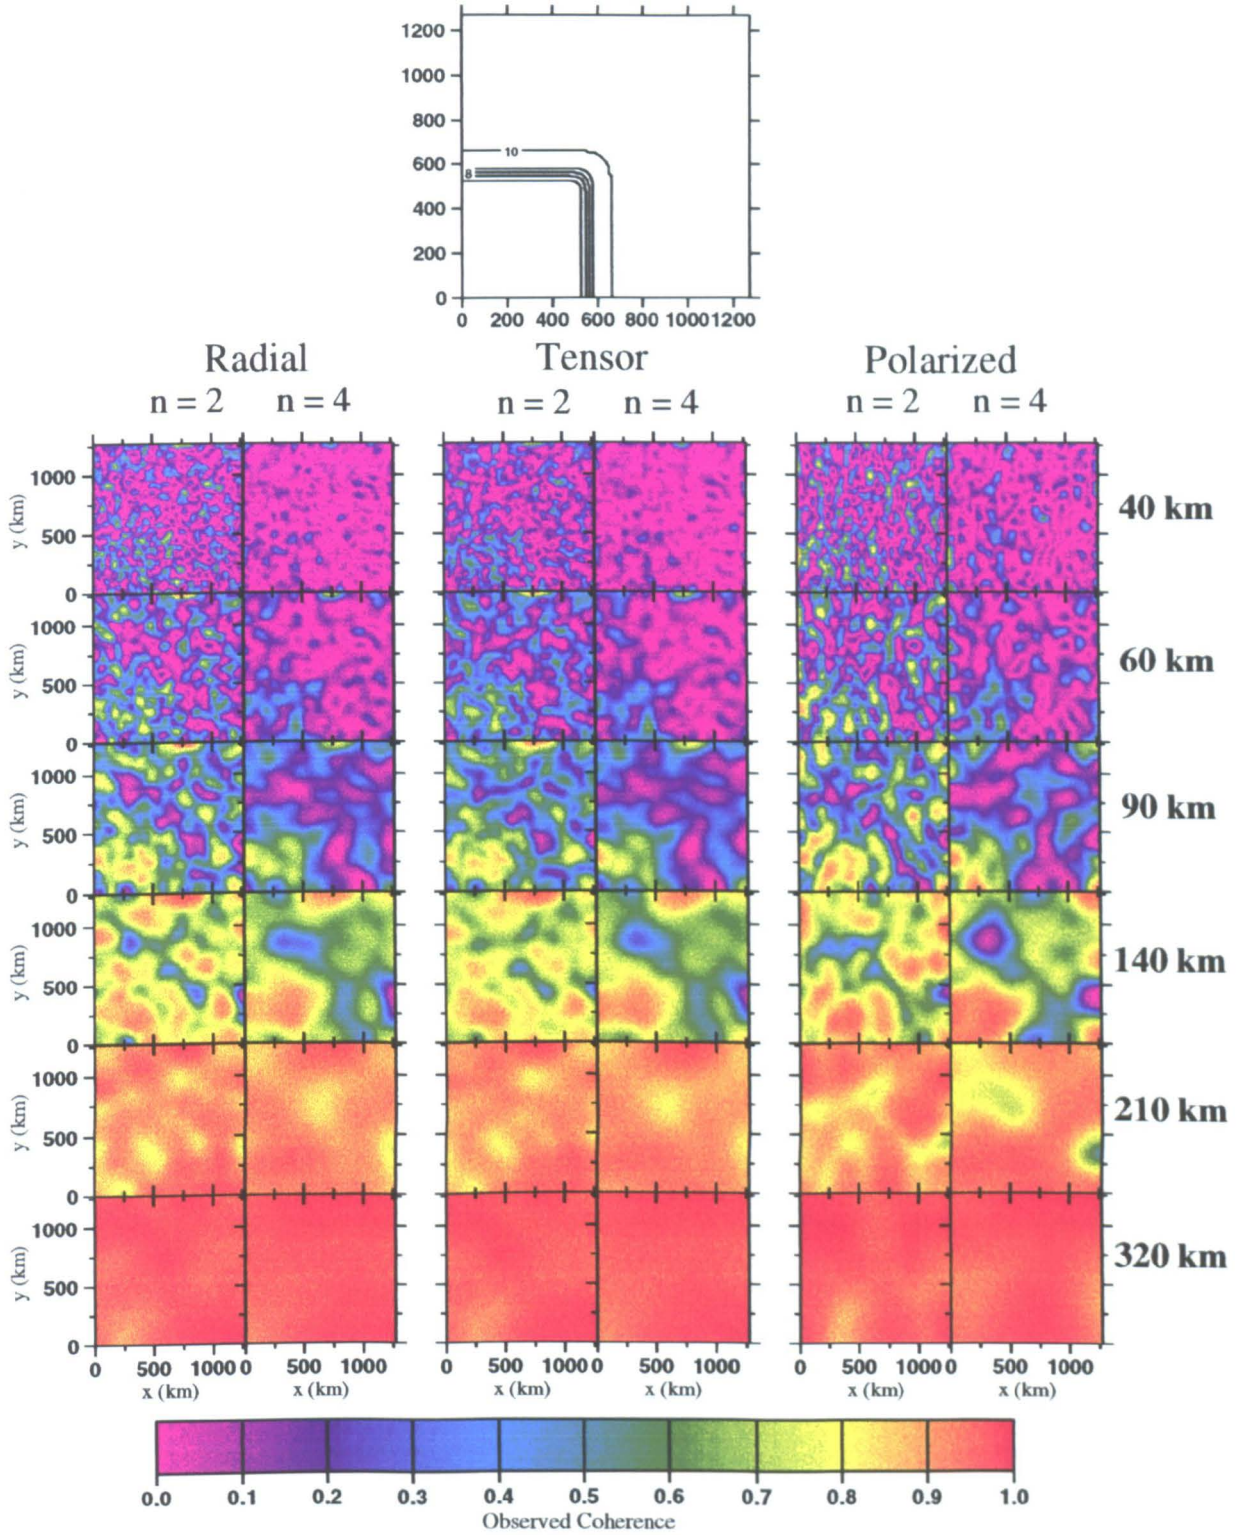 1200
1000
800
600
400
200
0
10
8
0 200 400 600 800 1000 1200
Radial Tensor Polarized
n = 2 n = 4 n = 2 n = 4 n = 2 n = 4
1000
y (km)
500
0
40 km
1000
y (km)
500
0
60 km
1000
y (km)
500
0
90 km
1000
y (km)
500
0
140 km
1000
y (km)
500
0
210 km
1000
y (km)
500
0
320 km
0 500 1000 0 500 1000 0 500 1000 0 500 1000 0 500 1000 0 500 1000
x (km) x (km) x (km) x (km) x (km) x (km)
0.0 0.1 0.2 0.3 0.4 0.5 0.6 0.7 0.8 0.9 1.0
Observed Coherence